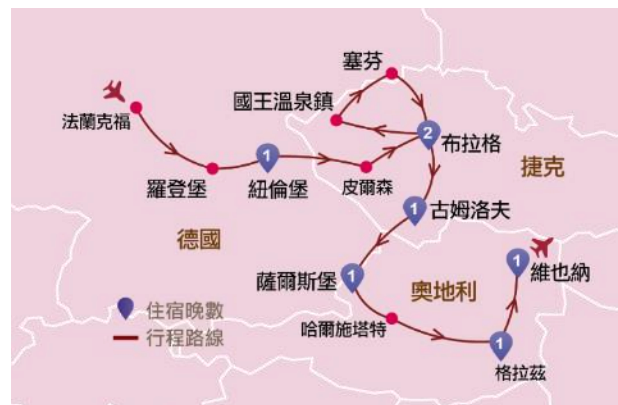 塞芬
國王溫泉鎮
法蘭克福
2
布拉格
捷克
羅登堡
1
紐倫堡
皮爾森
1
古姆洛夫
德國
薩爾斯堡
1
奧地利
1
維也納
住宿晚數
行程路線
哈爾施塔特
1
格拉茲